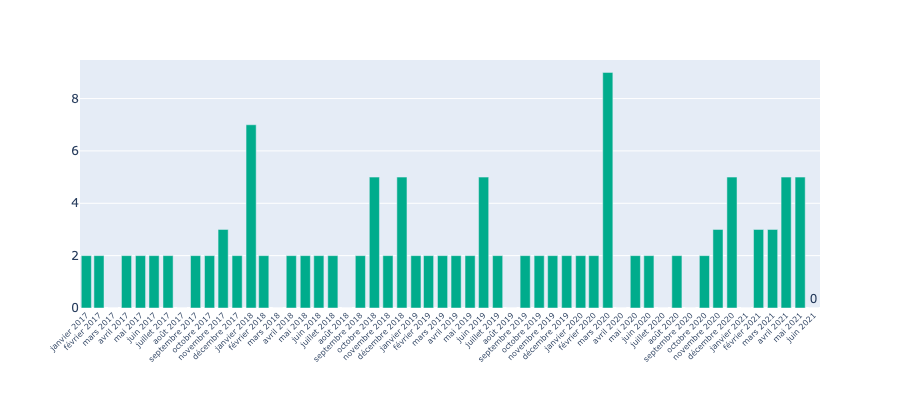 8
6
4
2
0
0
janvier 2017
février 2017
mars 2017
avril 2017
mai 2017
juin 2017
juillet 2017
août 2017
septembre 2017
octobre 2017
novembre 2017
décembre 2017
janvier 2018
février 2018
mars 2018
avril 2018
mai 2018
juin 2018
juillet 2018
août 2018
septembre 2018
octobre 2018
novembre 2018
décembre 2018
janvier 2019
février 2019
mars 2019
avril 2019
mai 2019
juin 2019
juillet 2019
août 2019
septembre 2019
octobre 2019
novembre 2019
décembre 2019
janvier 2020
février 2020
mars 2020
avril 2020
mai 2020
juin 2020
juillet 2020
août 2020
septembre 2020
octobre 2020
novembre 2020
décembre 2020
janvier 2021
février 2021
mars 2021
avril 2021
mai 2021
juin 2021